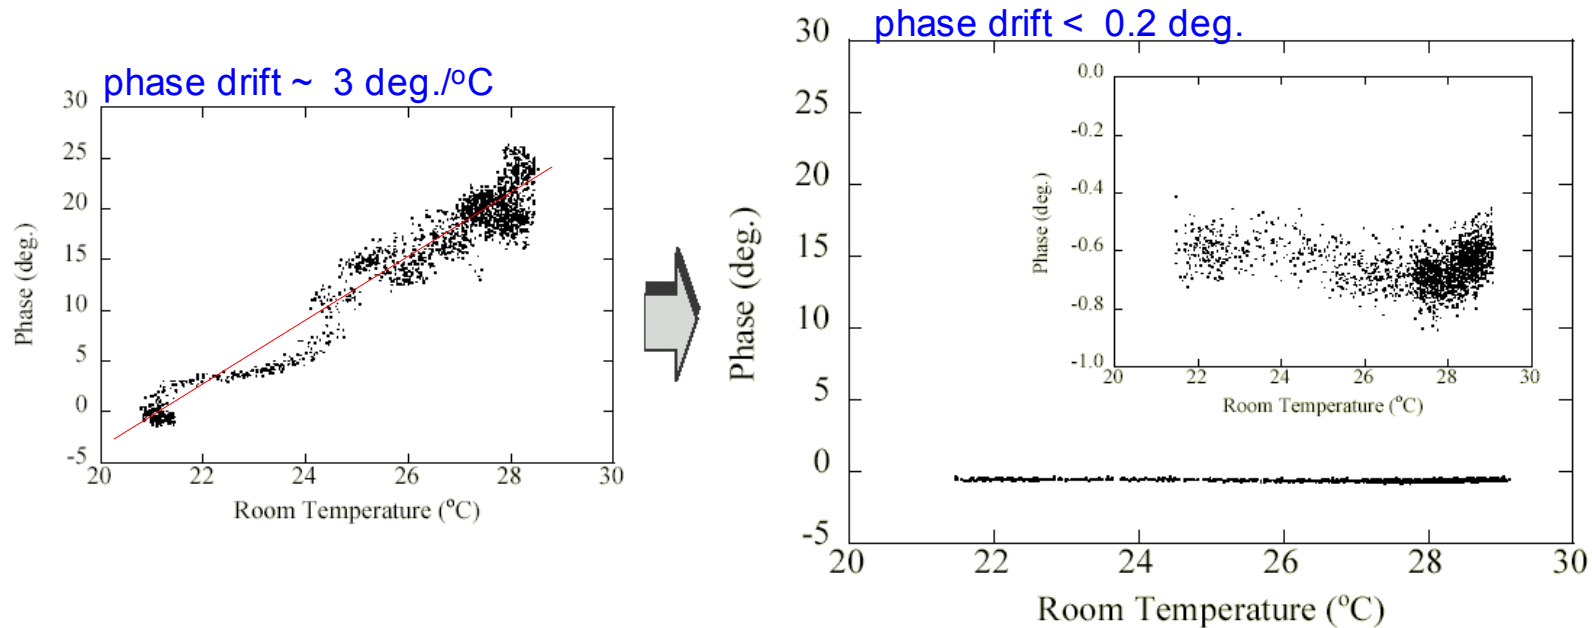 phase drift ~ 3 deg./°C
30
25
20
15
10
5
0
-5
Phase (deg.)
20 22 24 26 28 30
Room Temperature (°C)
phase drift < 0.2 deg.
30
25
20
15
10
5
0
-5
Phase (deg.)
20 22 24 26 28 30
Room Temperature (°C)
0.0
-0.2
-0.4
-0.6
-0.8
-1.0
Phase (deg.)
20 22 24 26 28 30
Room Temperature (°C)